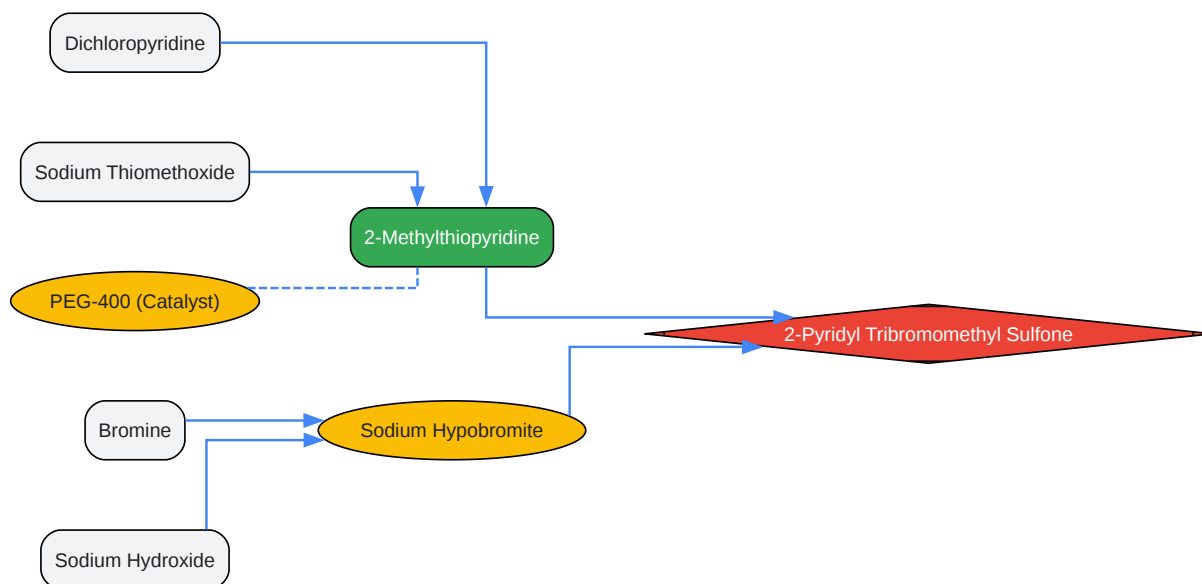 Dichloropyridine
Sodium Thiomethoxide
2-Methylthiopyridine
PEG-400 (Catalyst)
2-Pyridyl Tribromomethyl Sulfone
Bromine
Sodium Hypobromite
Sodium Hydroxide